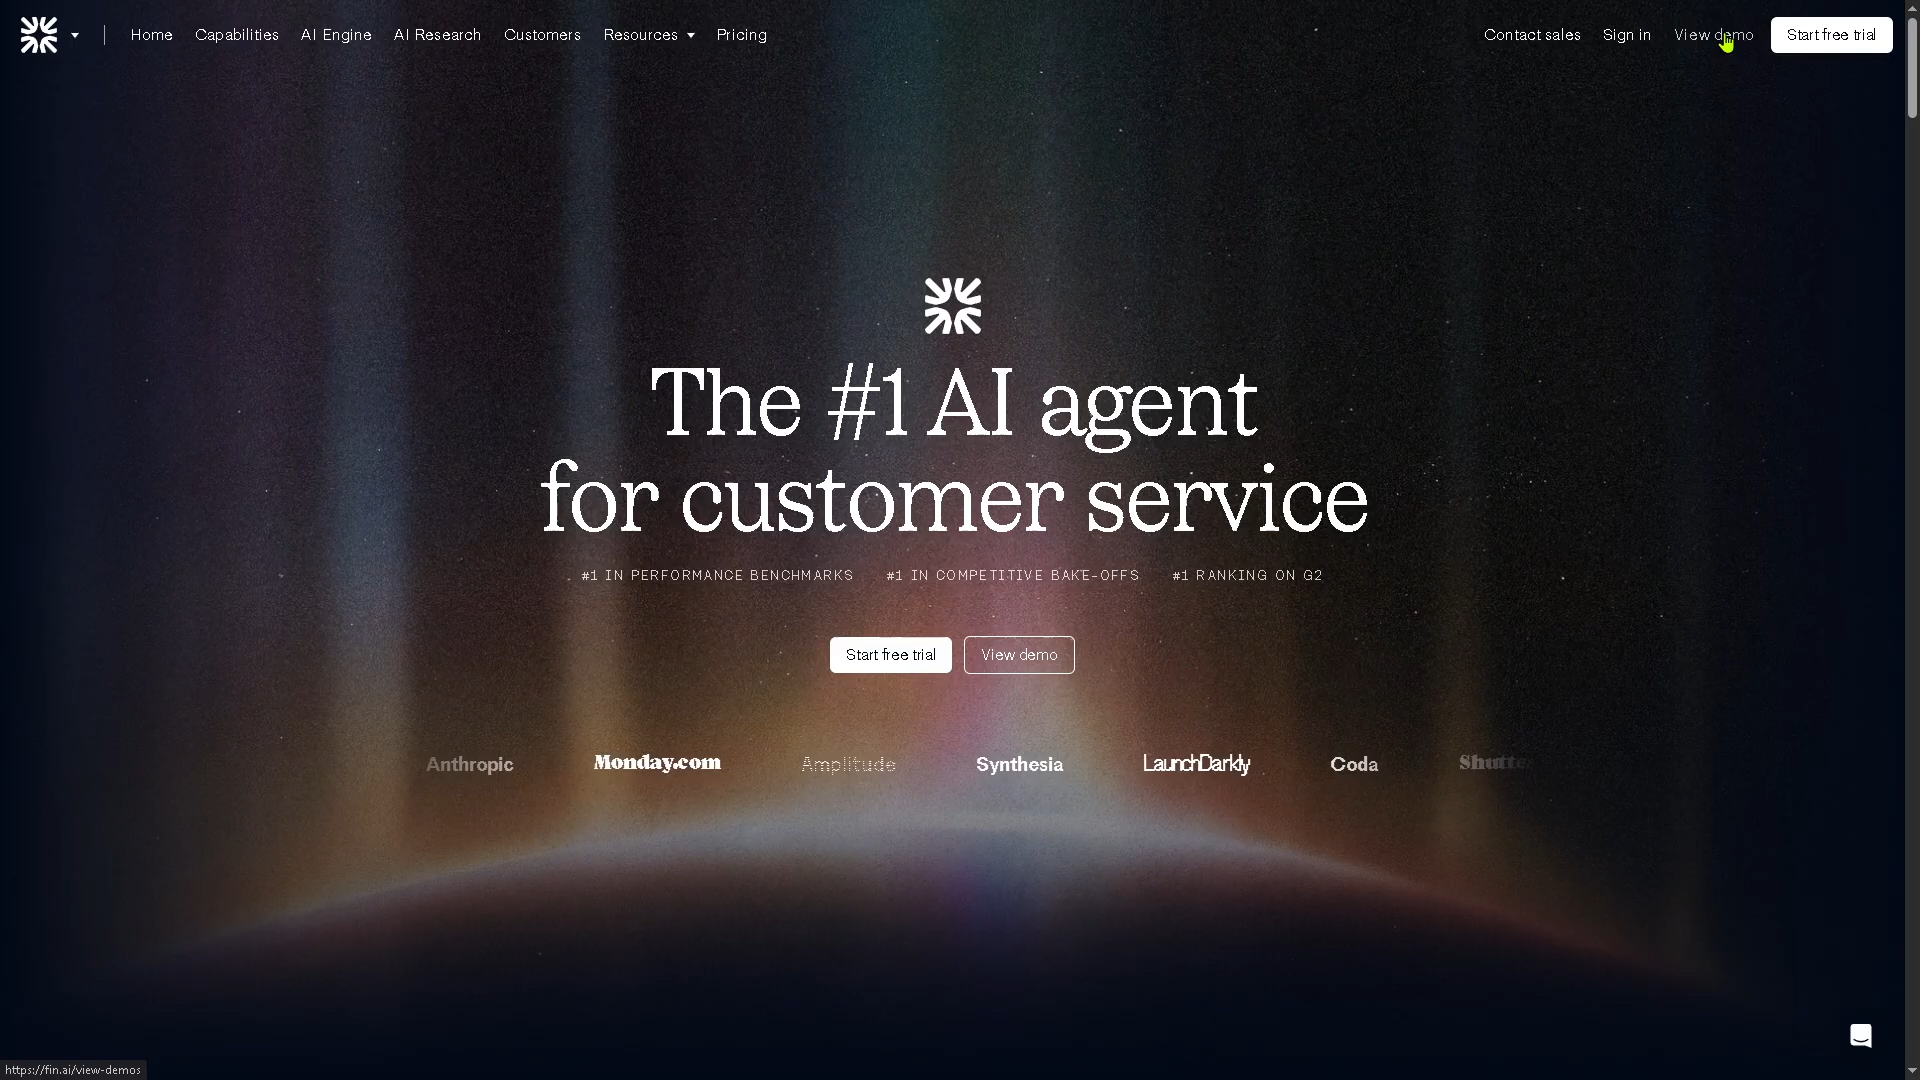 Home Capabilities AI Engine AI Research Customers Resources Pricing Contact sales Sign in View demo Start free trial
The #1 AI agent
for customer service
#1 IN PERFORMANCE BENCHMARKS #1 IN COMPETITIVE BAKE-OFFS #1 RANKING ON G2
Start free trial View demo
Anthropic Monday.com Amplitude Synthesia LaunchDarkly Coda
https://fin.ai/view-demos